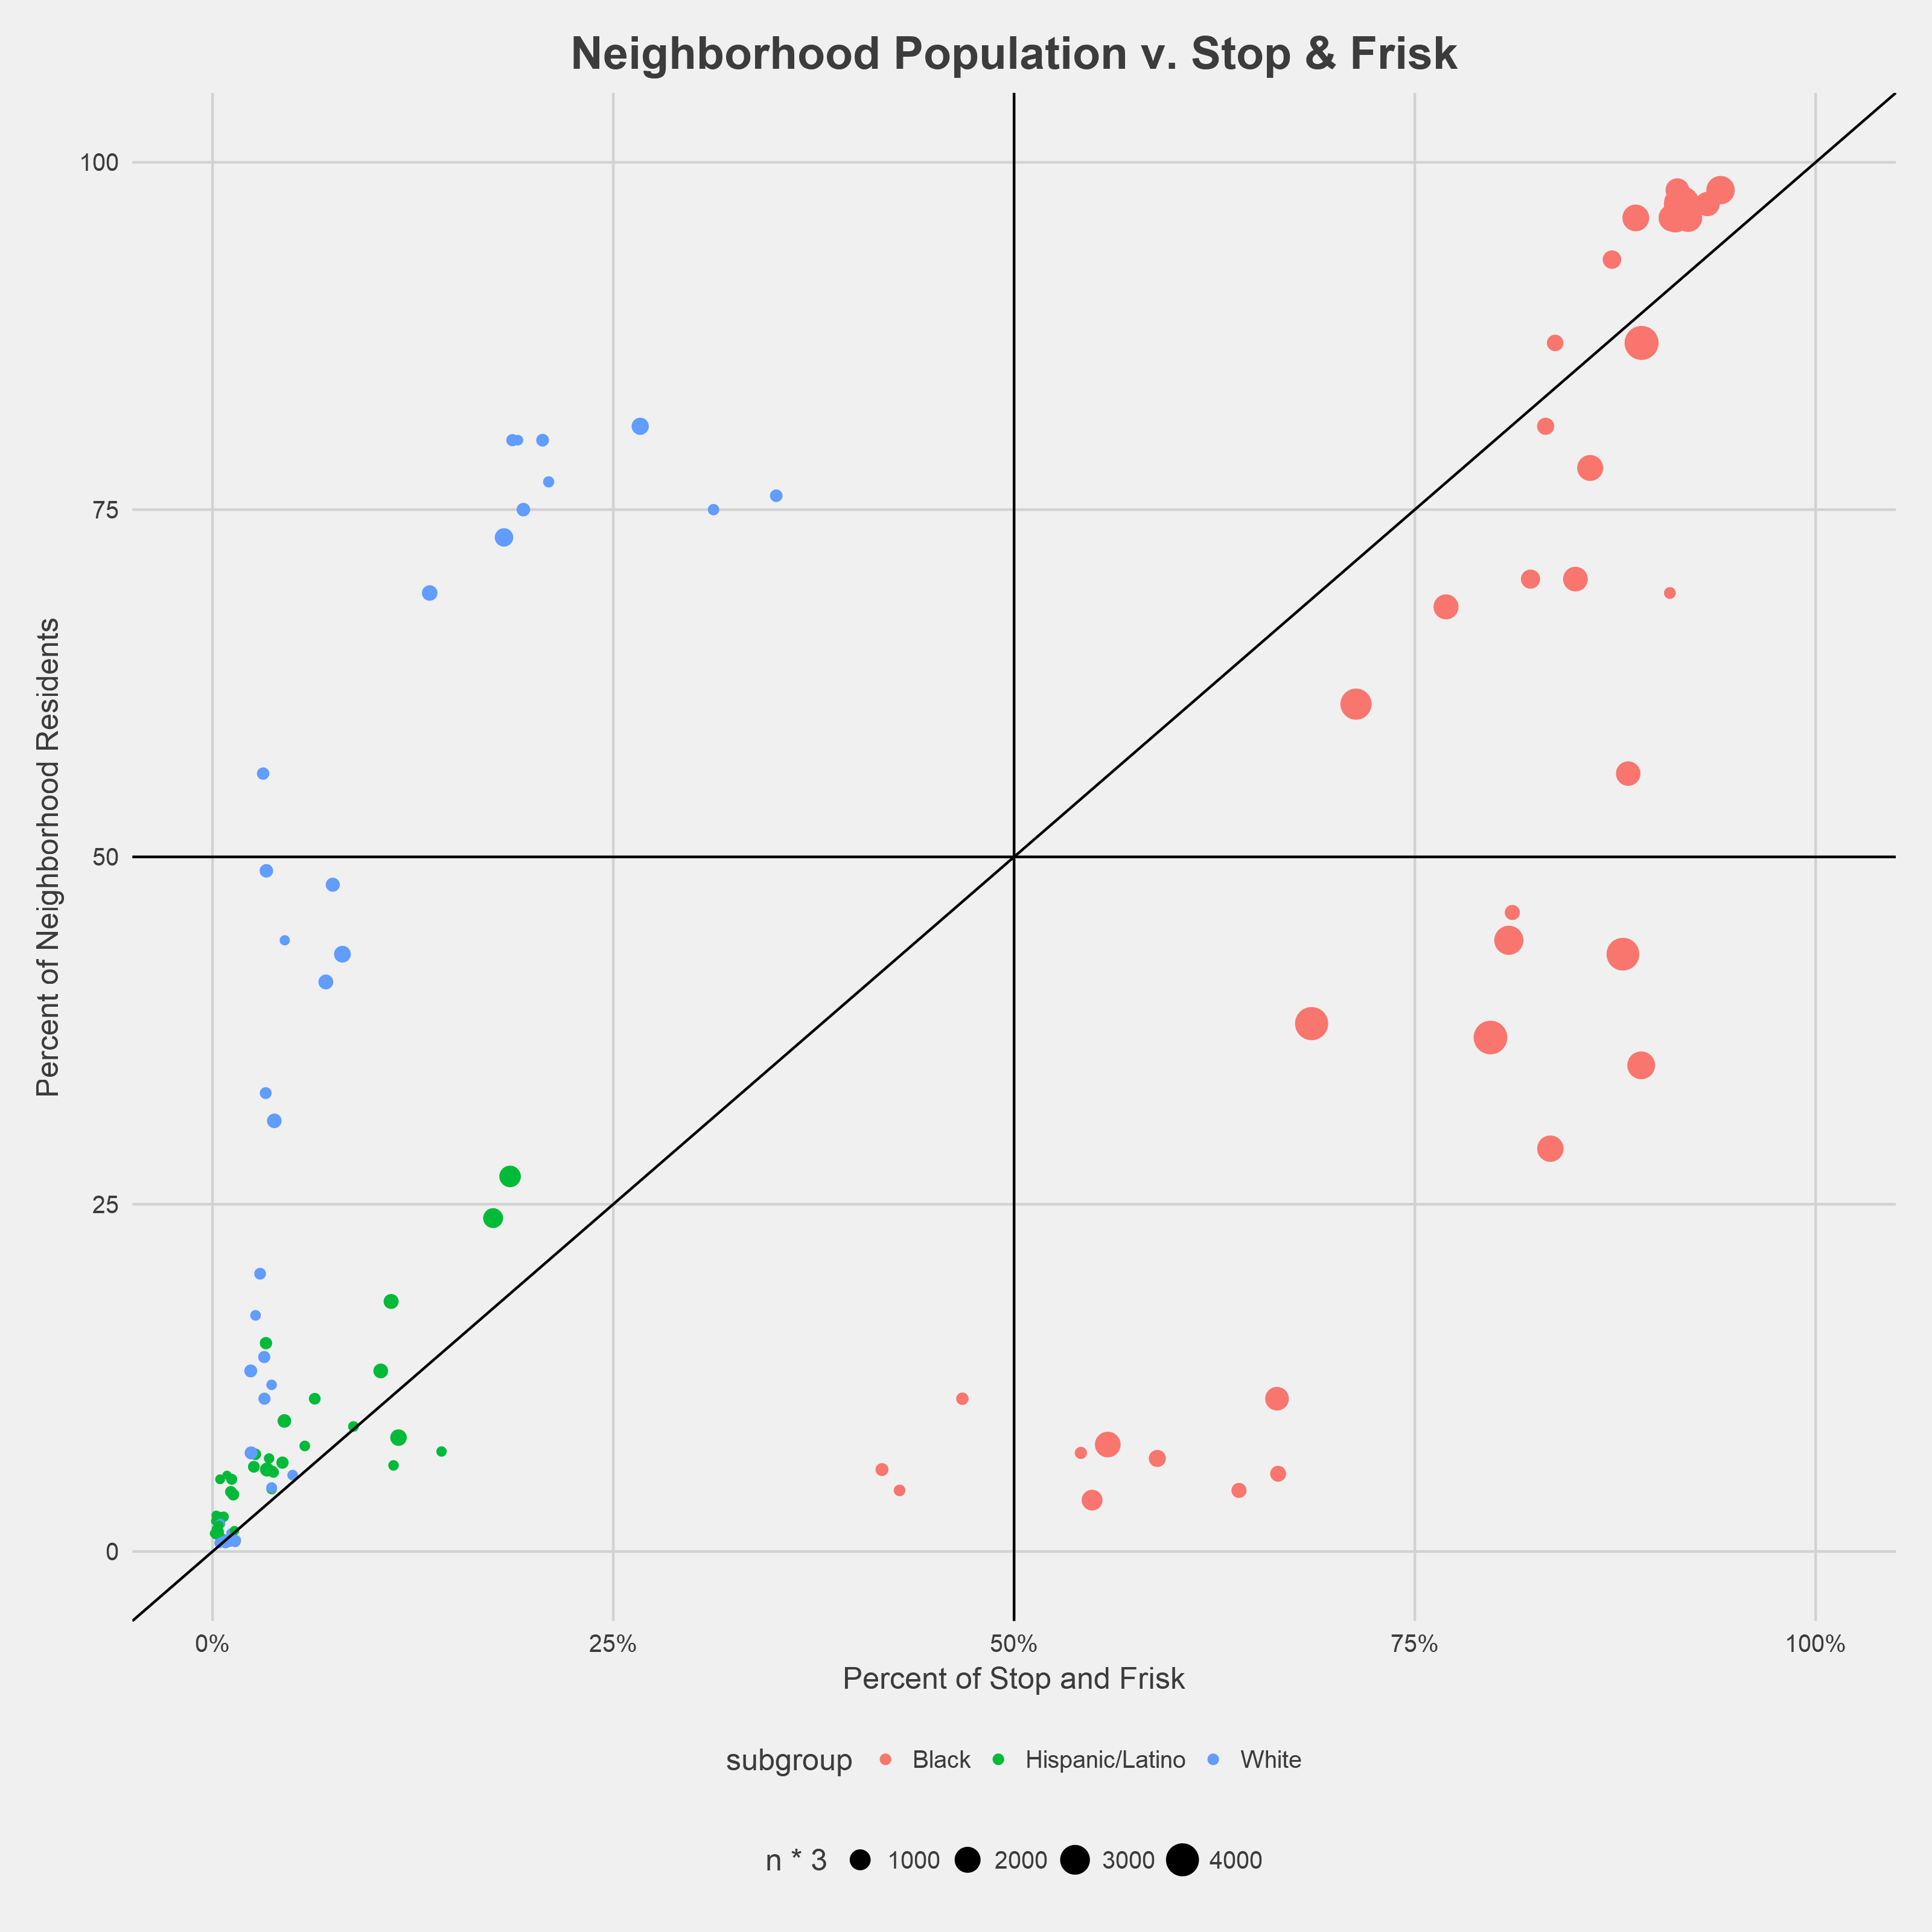 Neighborhood Population v. Stop & Frisk
Percent of Neighborhood Residents
100
75
50
25
0
0% 25% 50% 75% 100%
Percent of Stop and Frisk
subgroup Black Hispanic/Latino White
n * 3 1000 2000 3000 4000